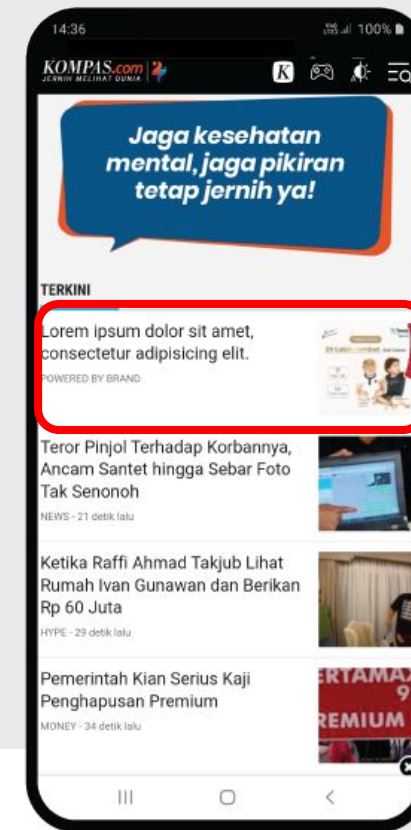 14:36
100%
KOMPAS.com
JERNIH MELIHAT DUNIA
K
Jaga kesehatan
mental, jaga pikiran
tetap jernih ya!
TERKINI
Lorem ipsum dolor sit amet,
consectetur adipisicing elit.
POWERED BY BRAND
Teror Pinjol Terhadap Korbannya,
Ancam Santet hingga Sebar Foto
Tak Senonoh
NEWS - 21 detik lalu
Ketika Raffi Ahmad Takjub Lihat
Rumah Ivan Gunawan dan Berikan
Rp 60 Juta
HYPE - 29 detik lalu
Pemerintah Kian Serius Kaji
Penghapusan Premium
MONEY - 34 detik lalu
ERTAMAX
9
REMIUM